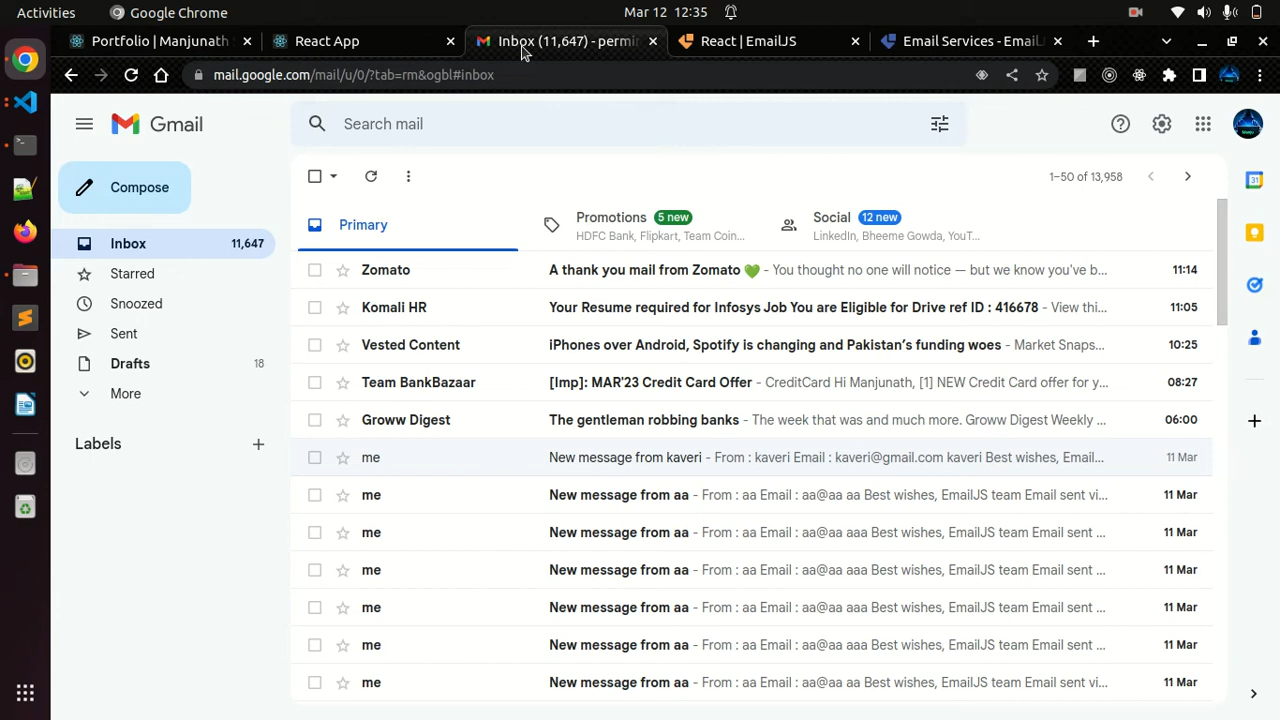 Activities
Google Chrome
Mar 12 12:35
Portfolio | Manjunath
React App
Inbox (11,647) - permin
React | EmailJS
Email Services - EmailJ
mail.google.com/mail/u/0/?tab=rm&ogbl#inbox
Gmail
Search mail
Compose
1–50 of 13,958
Inbox 11,647
Starred
Snoozed
Sent
Drafts 18
More
Labels
Primary
Promotions 5 new
HDFC Bank, Flipkart, Team Coin...
Social 12 new
LinkedIn, Bheeme Gowda, YouT...
Zomato A thank you mail from Zomato 💚 - You thought no one will notice — but we know you've b... 11:14
Komali HR Your Resume required for Infosys Job You are Eligible for Drive ref ID : 416678 - View thi... 11:05
Vested Content iPhones over Android, Spotify is changing and Pakistan’s funding woes - Market Snaps... 10:25
Team BankBazaar [Imp]: MAR'23 Credit Card Offer - CreditCard Hi Manjunath, [1] NEW Credit Card offer for y... 08:27
Groww Digest The gentleman robbing banks - The week that was and much more. Groww Digest Weekly ... 06:00
me New message from kaveri - From : kaveri Email : kaveri@gmail.com kaveri Best wishes, Email... 11 Mar
me New message from aa - From : aa Email : aa@aa aa Best wishes, EmailJS team Email sent vi... 11 Mar
me New message from aa - From : aa Email : aa@aa aaa Best wishes, EmailJS team Email sent ... 11 Mar
me New message from aa - From : aa Email : aa@aa aaa Best wishes, EmailJS team Email sent ... 11 Mar
me New message from aa - From : aa Email : aa@aa aaa Best wishes, EmailJS team Email sent ... 11 Mar
me New message from aa - From : aa Email : aa@aa aaa Best wishes, EmailJS team Email sent ... 11 Mar
me New message from aa - From : aa Email : aa@aa aaa Best wishes, EmailJS team Email sent ... 11 Mar